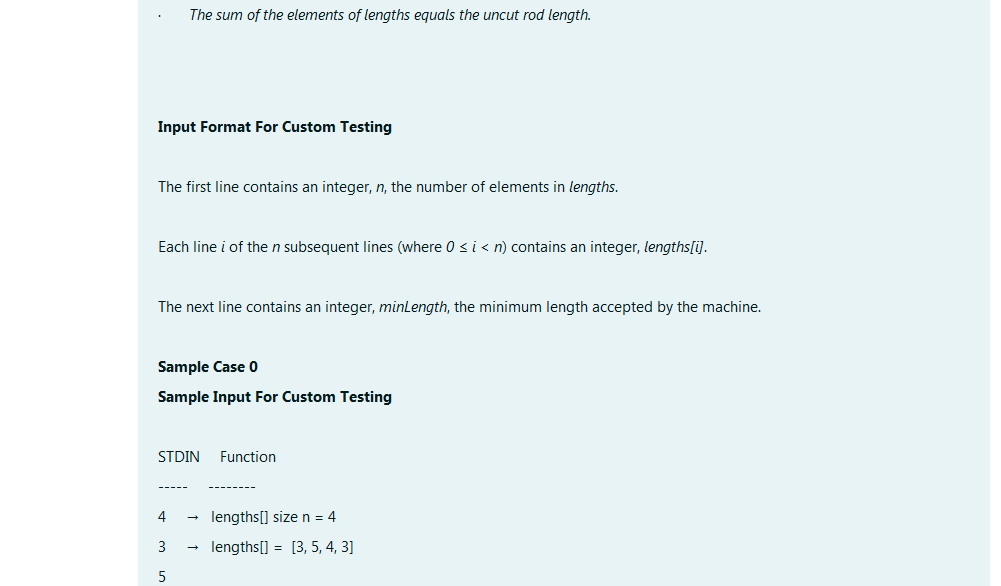 · The sum of the elements of lengths equals the uncut rod length.
Input Format For Custom Testing
The first line contains an integer, n, the number of elements in lengths.
Each line i of the n subsequent lines (where 0 ≤ i < n) contains an integer, lengths[i].
The next line contains an integer, minLength, the minimum length accepted by the machine.
Sample Case 0
Sample Input For Custom Testing
STDIN Function
----- --------
4 → lengths[] size n = 4
3 → lengths[] = [3, 5, 4, 3]
5